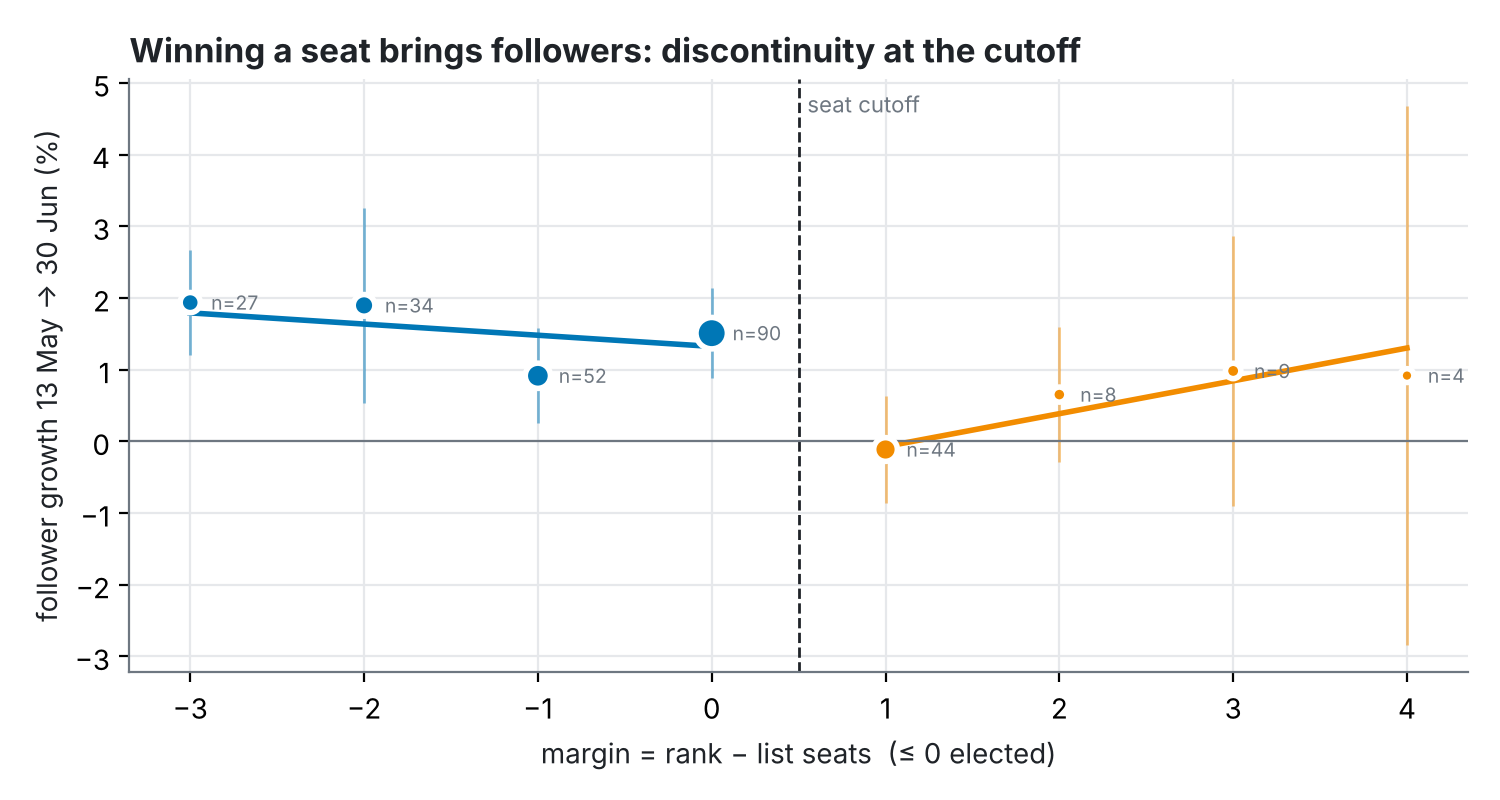 Winning a seat brings followers: discontinuity at the cutoff
follower growth 13 May → 30 Jun (%)
5
4
3
2
1
0
−1
−2
−3
seat cutoff
n=27
n=34
n=52
n=90
n=44
n=8
n=9
n=4
−3
−2
−1
0
1
2
3
4
margin = rank − list seats (≤ 0 elected)